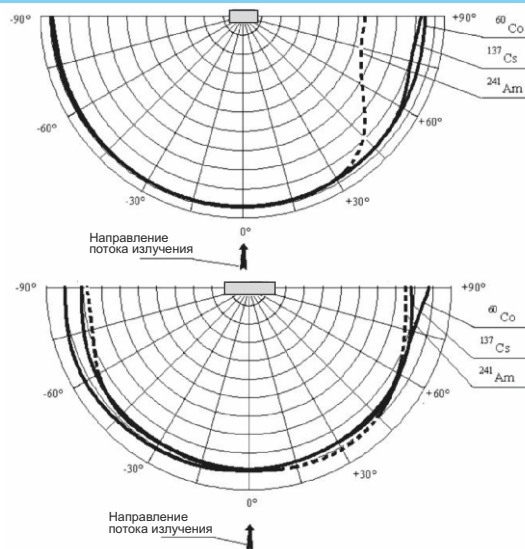 -90°
+90°
⁶⁰Co
¹³⁷Cs
²⁴¹Am
-60°
+60°
-30°
+30°
0°
Направление
потока излучения
-90°
+90°
⁶⁰Co
¹³⁷Cs
²⁴¹Am
-60°
+60°
-30°
+30°
0°
Направление
потока излучения